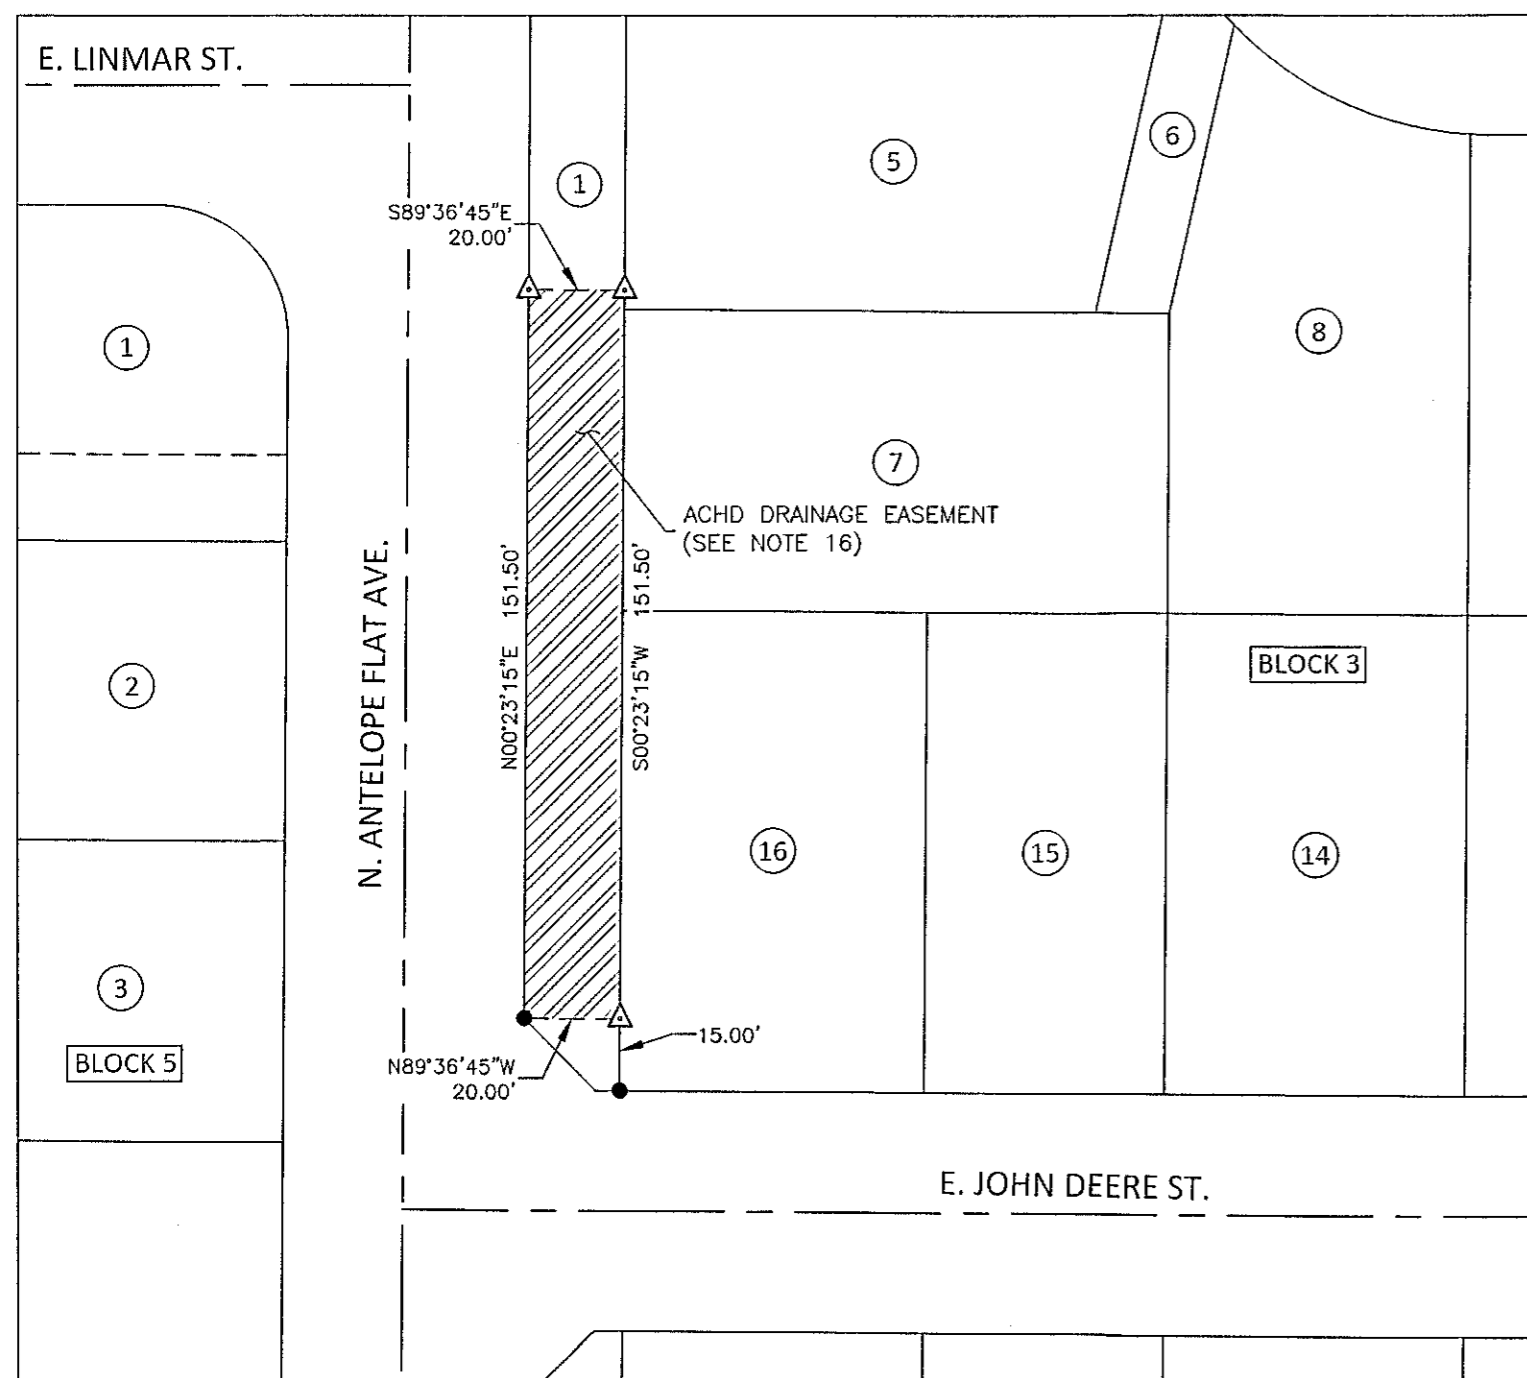 E. LINMAR ST.
6
5
1
S89°36'45"E
20.00'
8
1
7
ACHD DRAINAGE EASEMENT
(SEE NOTE 16)
N. ANTELOPE FLAT AVE.
N00°23'15"E 151.50'
S00°23'15"W 151.50'
BLOCK 3
2
16
15
14
3
15.00'
BLOCK 5
N89°36'45"W
20.00'
E. JOHN DEERE ST.